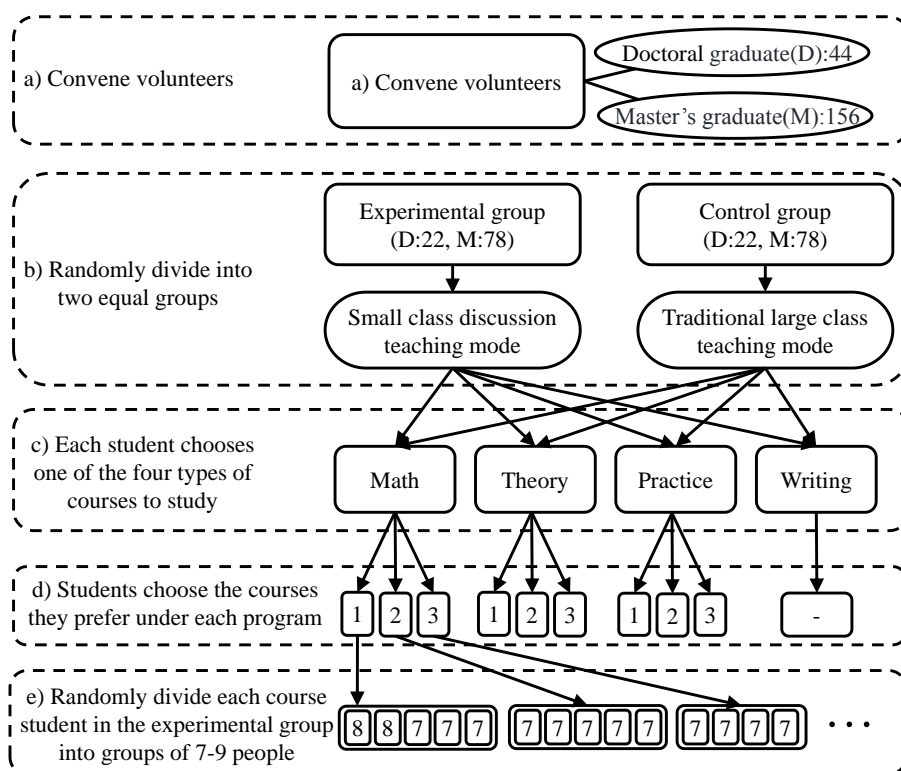 a) Convene volunteers
a) Convene volunteers
Doctoral graduate(D):44
Master's graduate(M):156
b) Randomly divide into
two equal groups
Experimental group
(D:22, M:78)
Control group
(D:22, M:78)
Small class discussion
teaching mode
Traditional large class
teaching mode
c) Each student chooses
one of the four types of
courses to study
Math
Theory
Practice
Writing
d) Students choose the courses
they prefer under each program
1 2 3
1 2 3
1 2 3
-
e) Randomly divide each course
student in the experimental group
into groups of 7-9 people
8 8 7 7 7
7 7 7 7 7
7 7 7 7
...